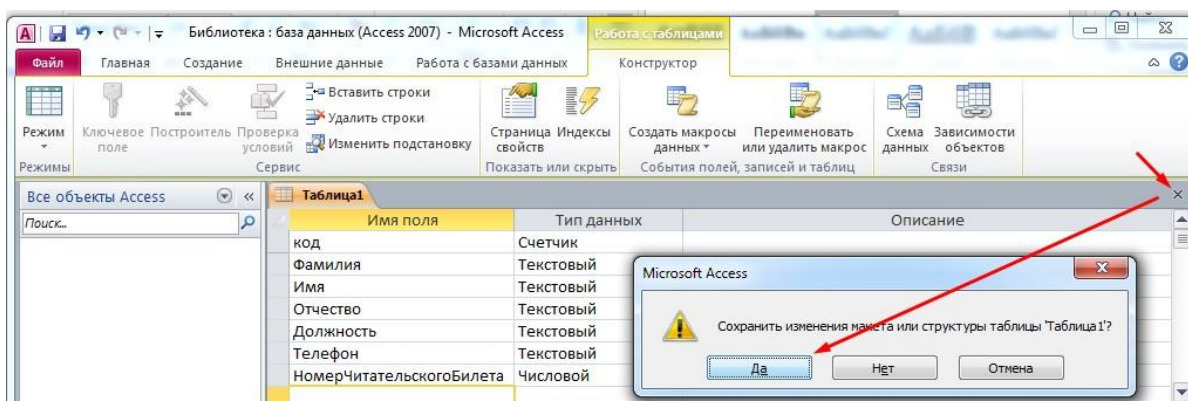 Библиотека : база данных (Access 2007) - Microsoft Access
Работа с таблицами
Файл Главная Создание Внешние данные Работа с базами данных Конструктор
Режим
Режимы
Ключевое поле
Построитель
Проверка условий
Вставить строки
Удалить строки
Изменить подстановку
Сервис
Страница свойств
Индексы
Показать или скрыть
Создать макросы данных
Переименовать или удалить макрос
События полей, записей и таблиц
Схема данных
Зависимости объектов
Связи
Все объекты Access
Поиск...
Таблица1
Имя поля Тип данных Описание
код Счетчик
Фамилия Текстовый
Имя Текстовый
Отчество Текстовый
Должность Текстовый
Телефон Текстовый
НомерЧитательскогоБилета Числовой
Microsoft Access
Сохранить изменения макета или структуры таблицы 'Таблица1'?
Да Нет Отмена